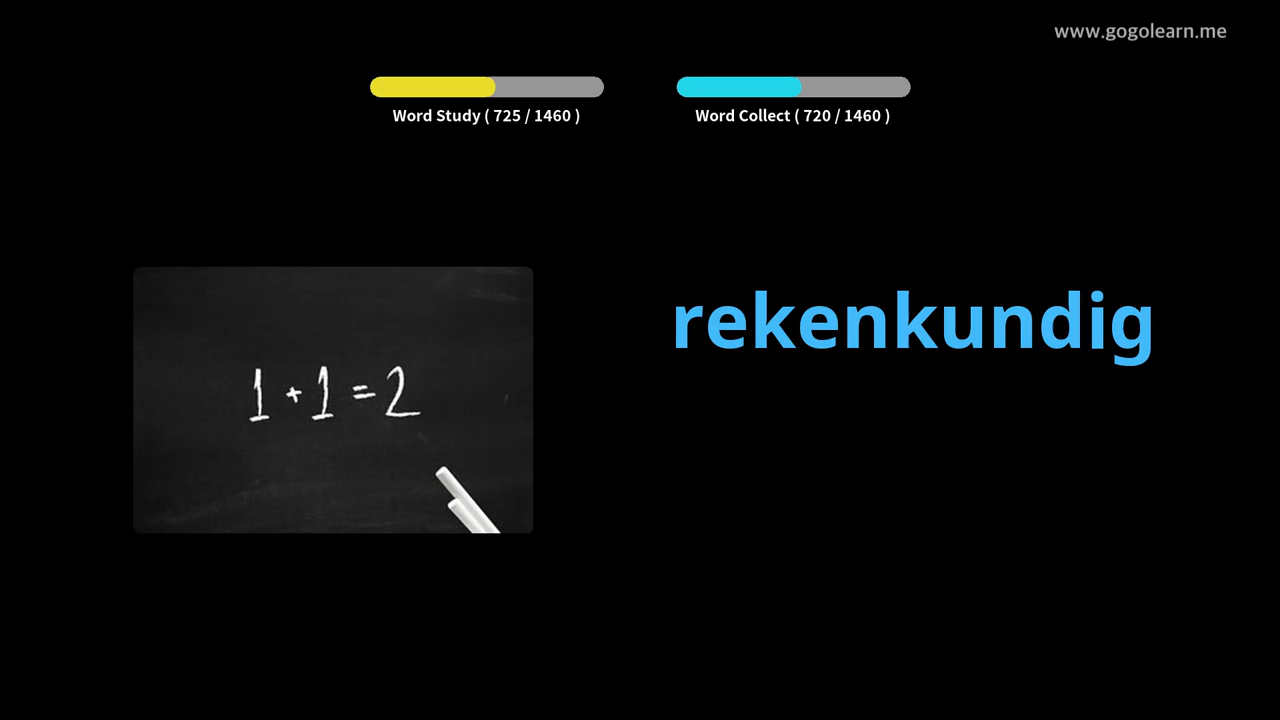 www.gogolearn.me
Word Study ( 725 / 1460 )
Word Collect ( 720 / 1460 )
rekenkundig
1 + 1 = 2